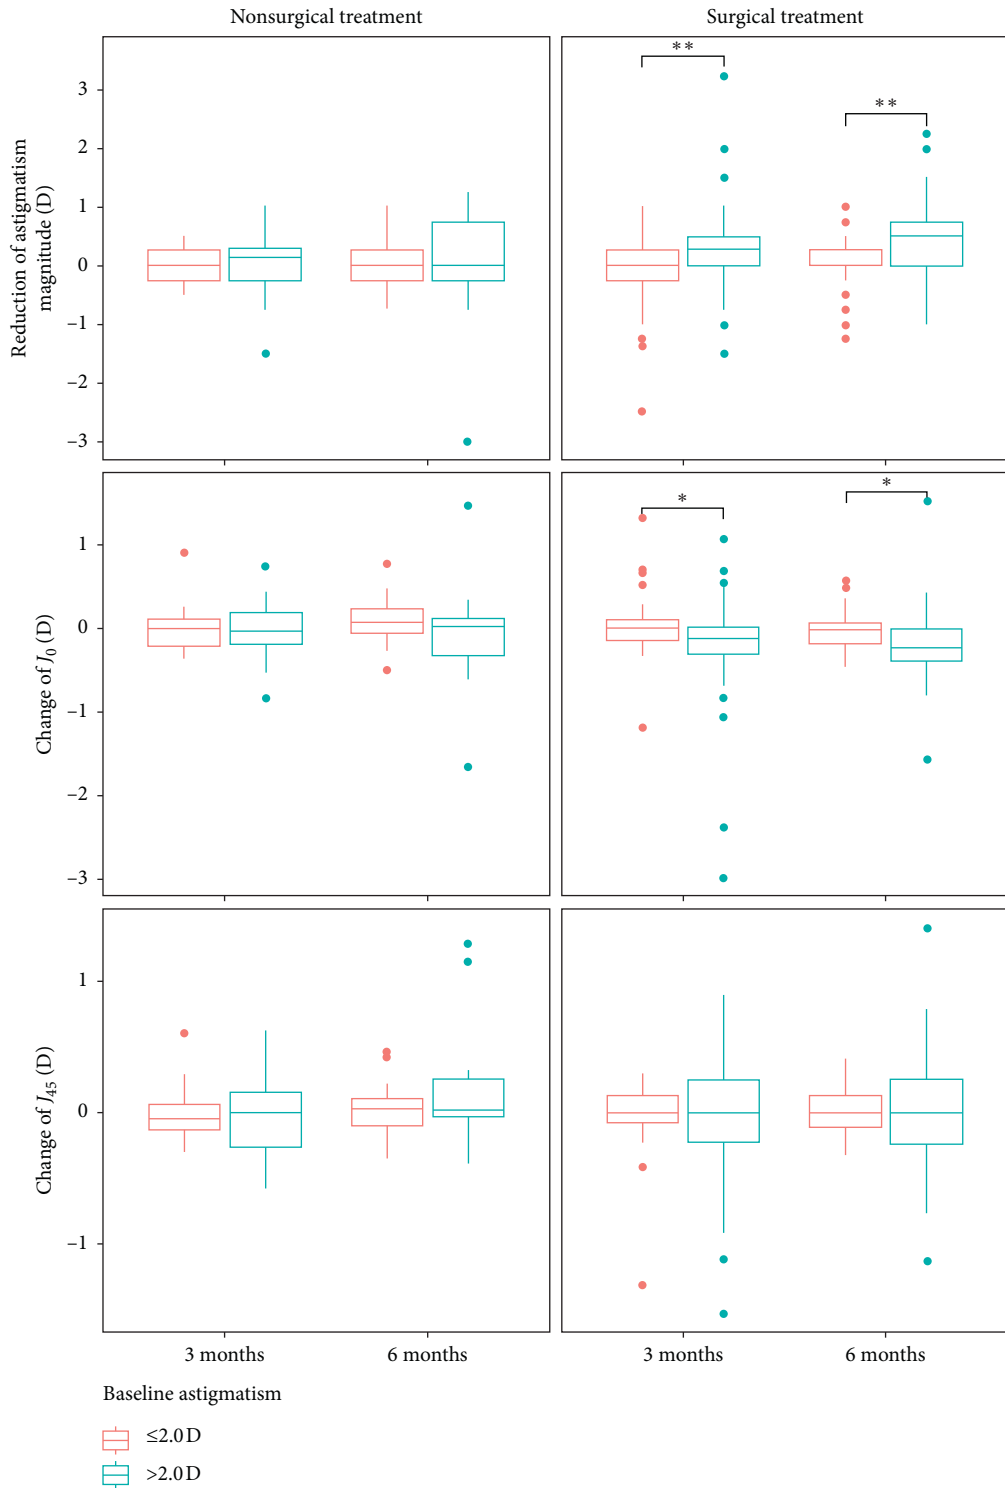 Nonsurgical treatment
Surgical treatment
Reduction of astigmatism
magnitude (D)
3
2
1
0
−1
−2
−3
**
**
Change of J0 (D)
1
0
−1
−2
−3
*
*
Change of J45 (D)
1
0
−1
3 months
6 months
3 months
6 months
Baseline astigmatism
≤2.0 D
>2.0 D